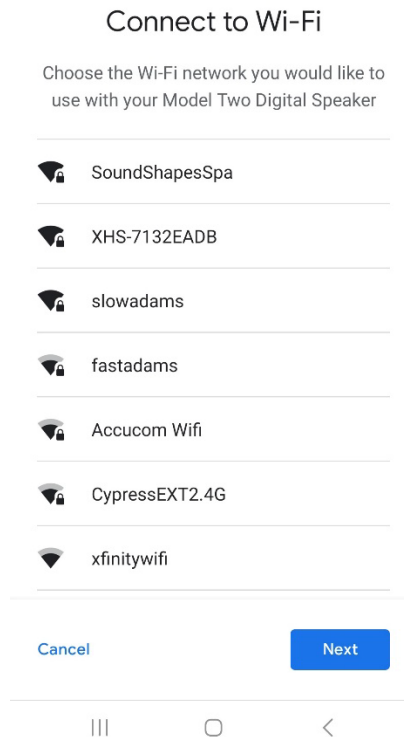 Connect to Wi-Fi
Choose the Wi-Fi network you would like to
use with your Model Two Digital Speaker
SoundShapesSpa
XHS-7132EADB
slowadams
fastadams
Accucom Wifi
CypressEXT2.4G
xfinitywifi
Cancel
Next